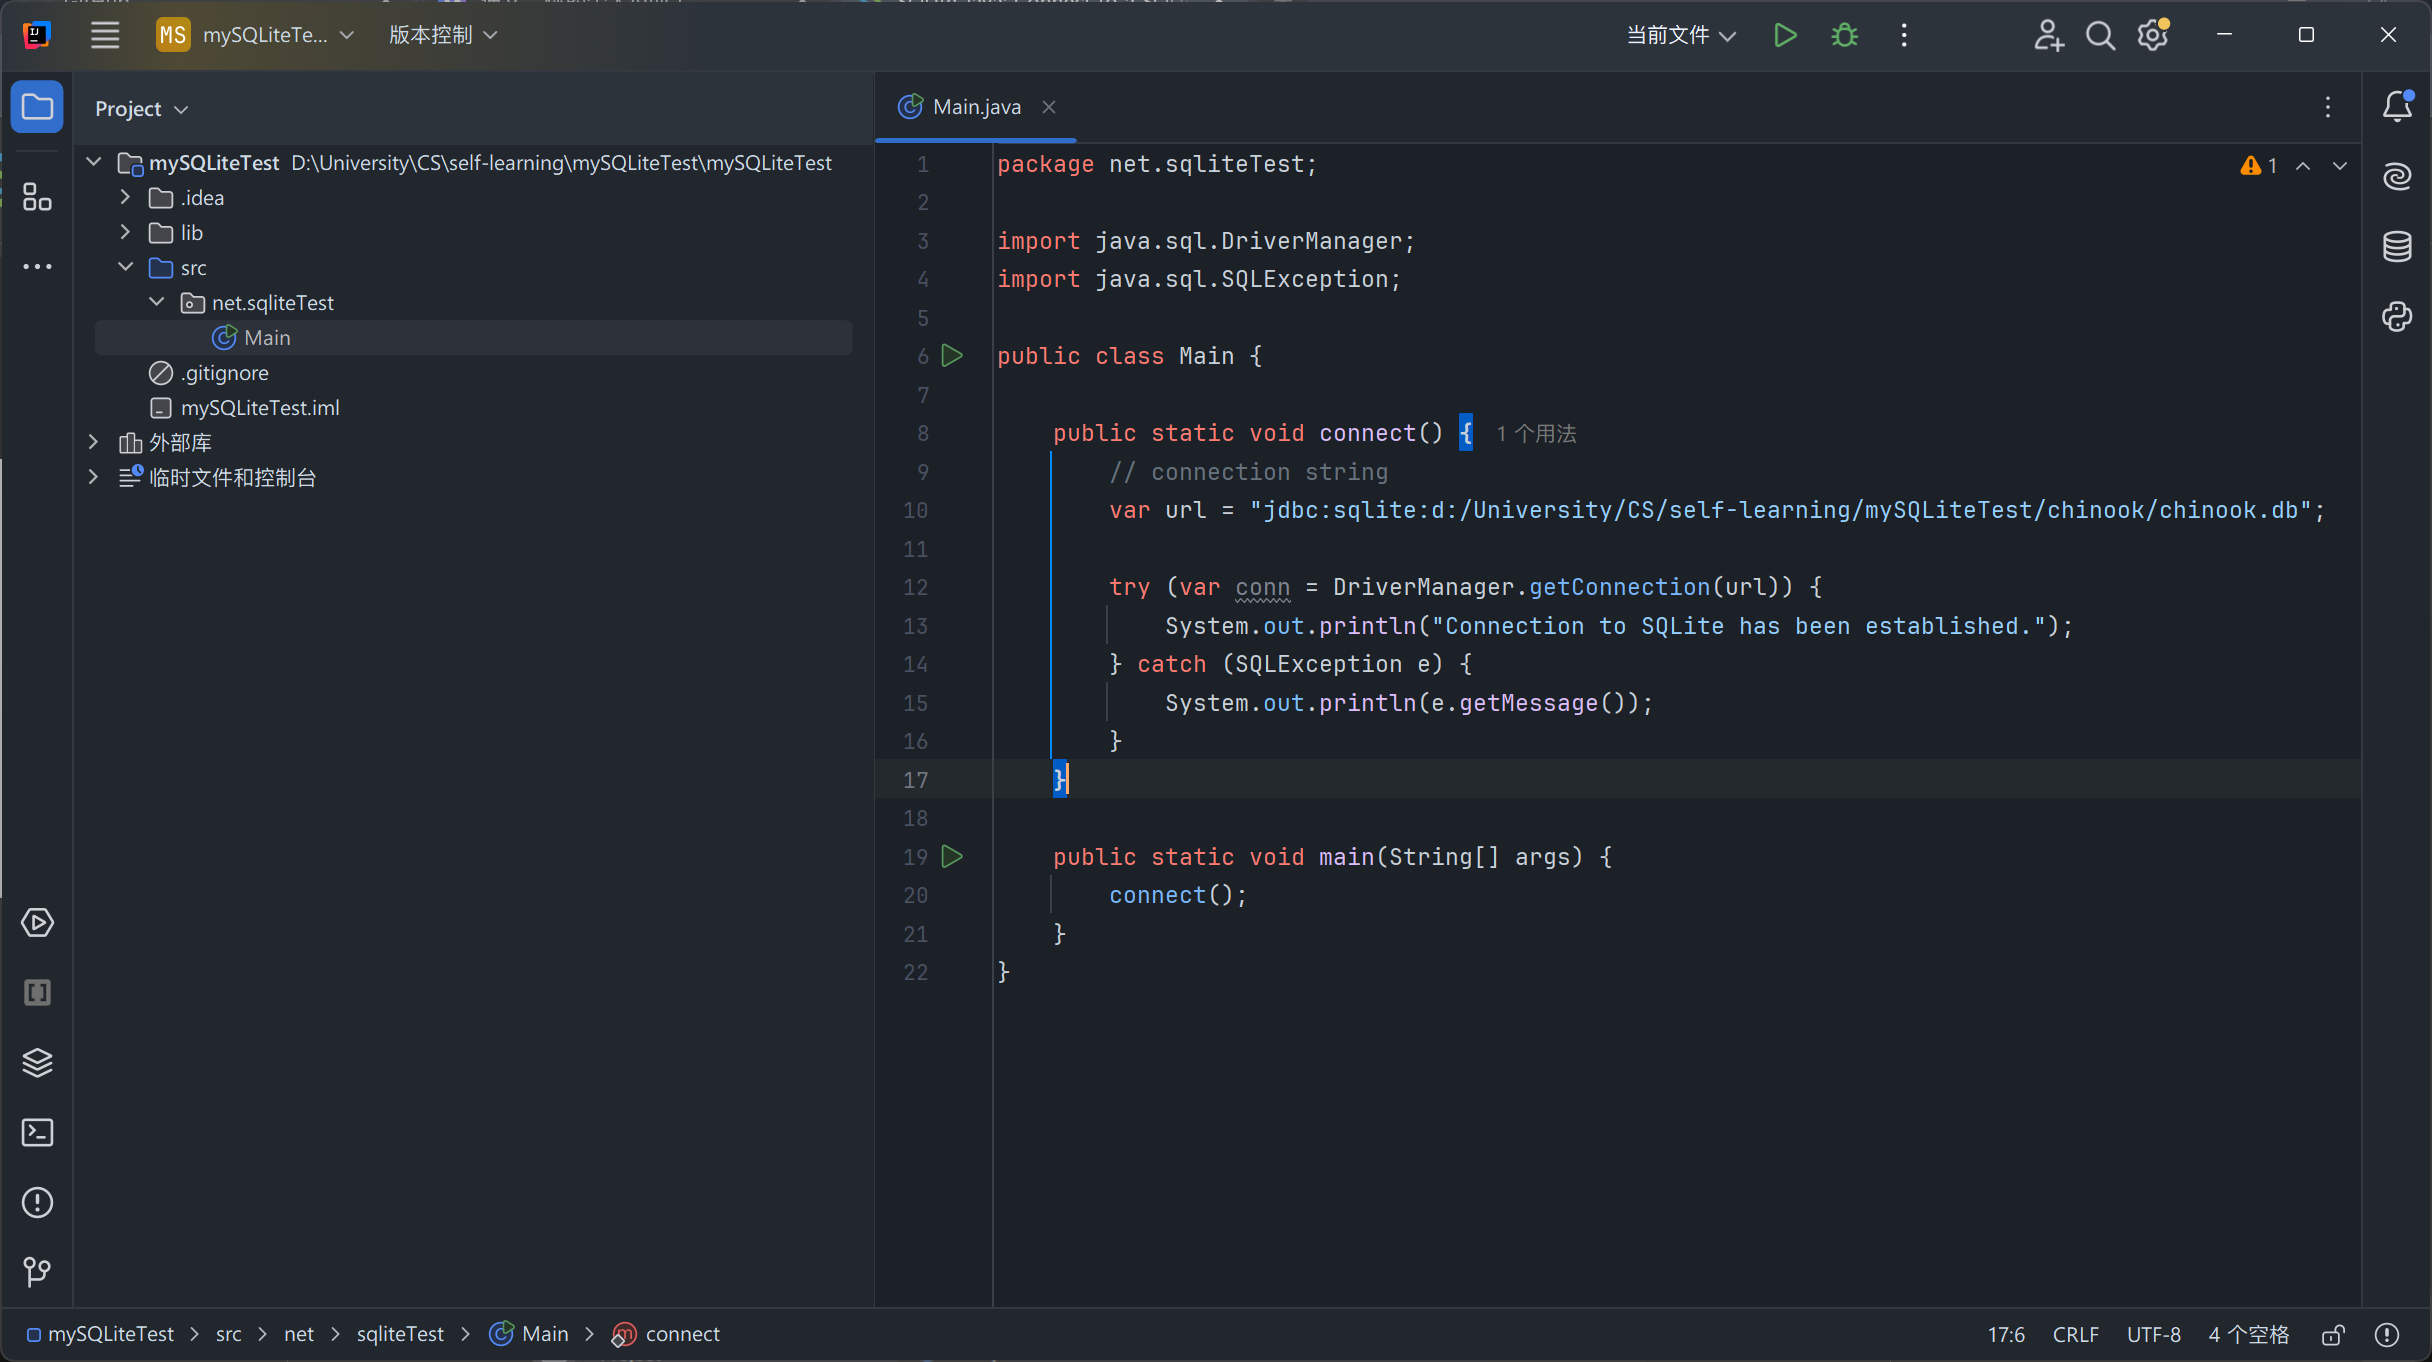 MS mySQLiteTe... 版本控制 当前文件
Project
mySQLiteTest D:\University\CS\self-learning\mySQLiteTest\mySQLiteTest
.idea
lib
src
net.sqliteTest
Main
.gitignore
mySQLiteTest.iml
外部库
临时文件和控制台
Main.java
1
1 package net.sqliteTest;
2
3 import java.sql.DriverManager;
4 import java.sql.SQLException;
5
6 public class Main {
7
8 public static void connect() { 1 个用法
9 // connection string
10 var url = "jdbc:sqlite:d:/University/CS/self-learning/mySQLiteTest/chinook/chinook.db";
11
12 try (var conn = DriverManager.getConnection(url)) {
13 System.out.println("Connection to SQLite has been established.");
14 } catch (SQLException e) {
15 System.out.println(e.getMessage());
16 }
17 }
18
19 public static void main(String[] args) {
20 connect();
21 }
22 }
mySQLiteTest > src > net > sqliteTest > Main > connect
17:6 CRLF UTF-8 4 个空格